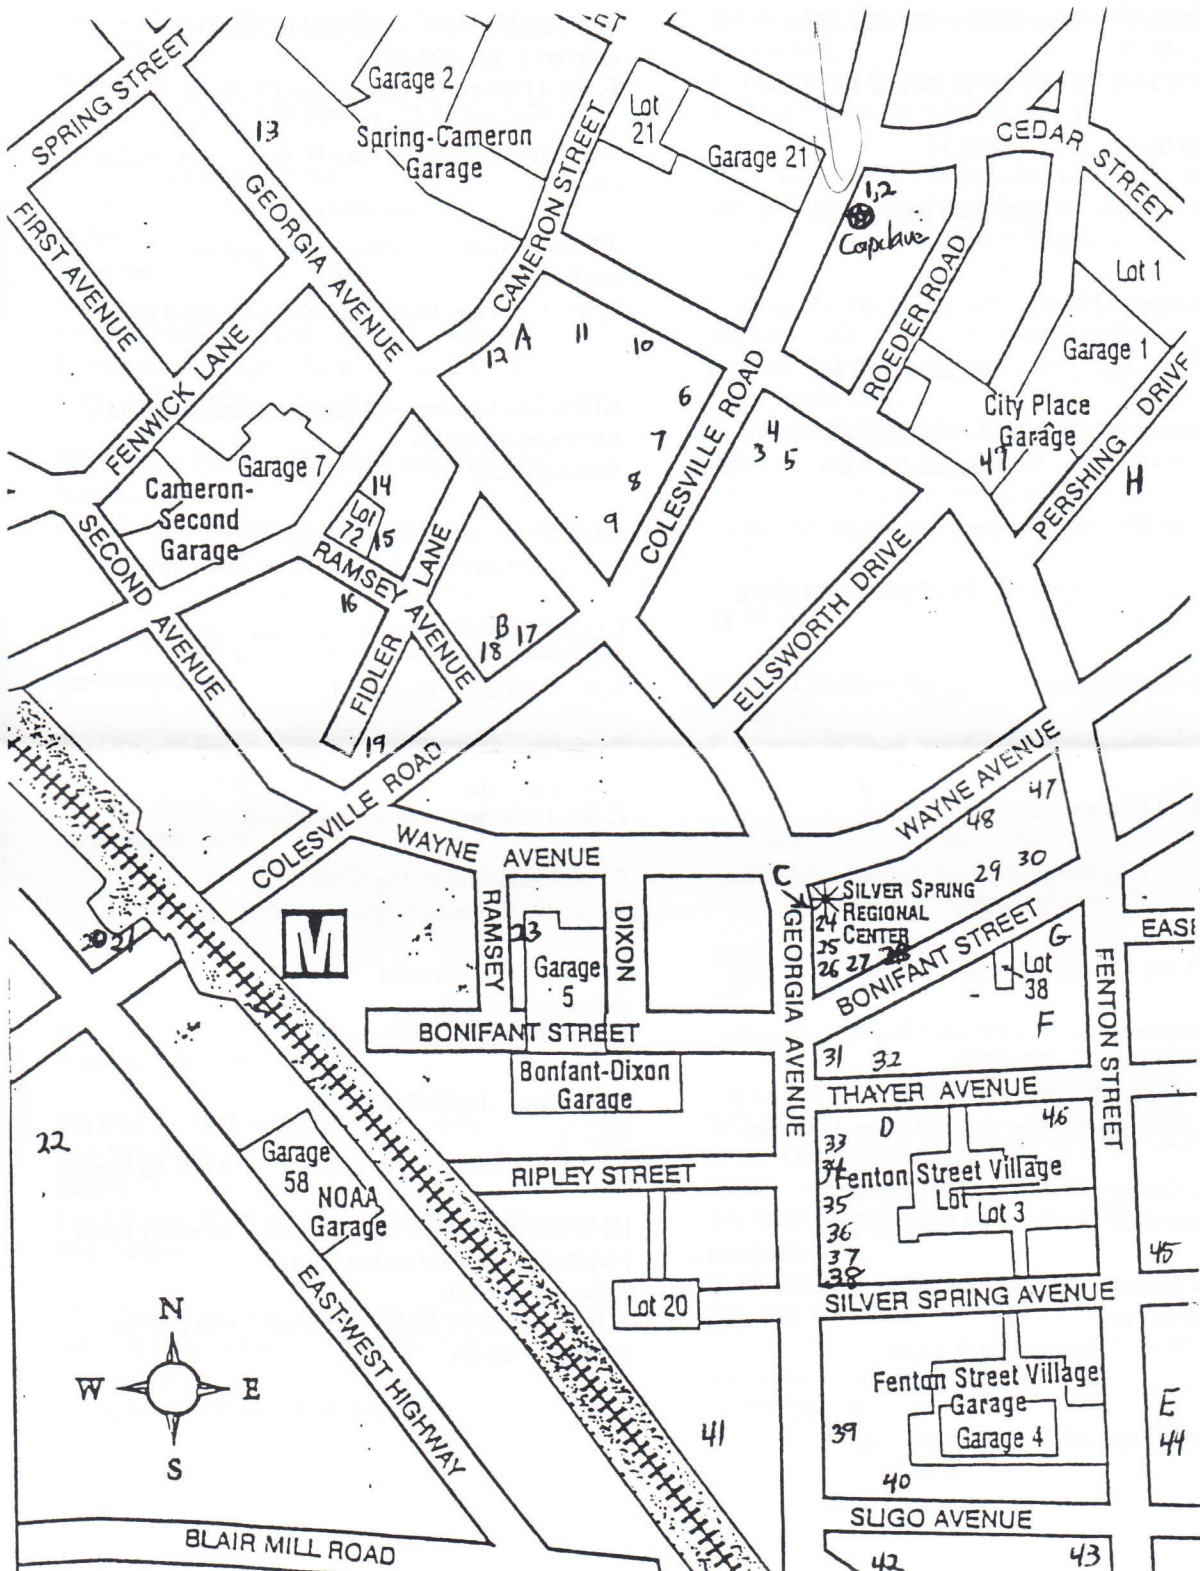 SPRING STREET
Garage 2
Spring-Cameron
Garage
13
CAMERON STREET
Lot
21
Garage 21
CEDAR STREET
1,2
Capclave
FIRST AVENUE
GEORGIA AVENUE
ROEDER ROAD
Lot 1
Garage 1
FENWICK LANE
12
A
11
10
6
7
8
9
COLESVILLE ROAD
4
3
5
City Place
Garage
49
PERSHING DRIVE
H
Garage 7
Cameron-
Second
Garage
14
Lot
72
15
SECOND AVENUE
RAMSEY AVENUE
16
FIDLER LANE
B
17
18
ELLSWORTH DRIVE
19
COLESVILLE ROAD
WAYNE AVENUE
WAYNE AVENUE
47
48
29
30
C
SILVER SPRING
REGIONAL
CENTER
24
25
26
27
28
GEORGIA AVENUE
BONIFANT STREET
G
Lot
38
F
FENTON STREET
EAS
20
21
M
RAMSEY
23
Garage
5
DIXON
BONIFANT STREET
Bonfant-Dixon
Garage
31
32
THAYER AVENUE
D
46
33
34
Fenton Street Village
Lot
Lot 3
35
36
37
38
45
22
Garage
58
NOAA
Garage
RIPLEY STREET
Lot 20
SILVER SPRING AVENUE
EAST-WEST HIGHWAY
N
W
E
S
41
39
Fenton Street Village
Garage
Garage 4
E
44
40
SLIGO AVENUE
42
43
BLAIR MILL ROAD